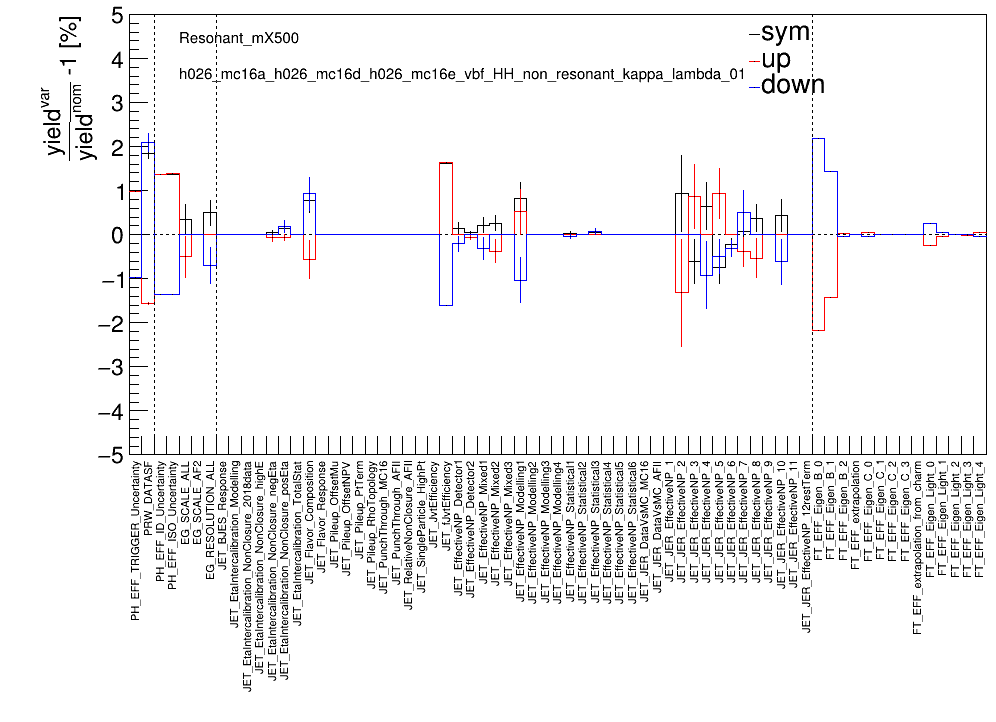 5
4
3
2
1
0
−1
−2
−3
−4
−5
yield^var / yield^nom -1 [%]
Resonant_mX500
h026_mc16a_h026_mc16d_h026_mc16e_vbf_HH_non_resonant_kappa_lambda_01
sym
up
down
PH_EFF_TRIGGER_Uncertainty
PRW_DATASF
PH_EFF_ID_Uncertainty
PH_EFF_ISO_Uncertainty
EG_SCALE_ALL
EG_SCALE_AF2
EG_RESOLUTION_ALL
JET_BJES_Response
JET_EtaIntercalibration_Modelling
JET_EtaIntercalibration_NonClosure_2018data
JET_EtaIntercalibration_NonClosure_highE
JET_EtaIntercalibration_NonClosure_negEta
JET_EtaIntercalibration_NonClosure_posEta
JET_EtaIntercalibration_TotalStat
JET_Flavor_Composition
JET_Flavor_Response
JET_Pileup_OffsetMu
JET_Pileup_OffsetNPV
JET_Pileup_PtTerm
JET_Pileup_RhoTopology
JET_PunchThrough_MC16
JET_PunchThrough_AFII
JET_RelativeNonClosure_AFII
JET_SingleParticle_HighPt
JET_JvtEfficiency
JET_fJvtEfficiency
JET_EffectiveNP_Detector1
JET_EffectiveNP_Detector2
JET_EffectiveNP_Mixed1
JET_EffectiveNP_Mixed2
JET_EffectiveNP_Mixed3
JET_EffectiveNP_Modelling1
JET_EffectiveNP_Modelling2
JET_EffectiveNP_Modelling3
JET_EffectiveNP_Modelling4
JET_EffectiveNP_Statistical1
JET_EffectiveNP_Statistical2
JET_EffectiveNP_Statistical3
JET_EffectiveNP_Statistical4
JET_EffectiveNP_Statistical5
JET_EffectiveNP_Statistical6
JET_JER_DataVsMC_MC16
JET_JER_DataVsMC_AFII
JET_JER_EffectiveNP_1
JET_JER_EffectiveNP_2
JET_JER_EffectiveNP_3
JET_JER_EffectiveNP_4
JET_JER_EffectiveNP_5
JET_JER_EffectiveNP_6
JET_JER_EffectiveNP_7
JET_JER_EffectiveNP_8
JET_JER_EffectiveNP_9
JET_JER_EffectiveNP_10
JET_JER_EffectiveNP_11
JET_JER_EffectiveNP_12restTerm
FT_EFF_Eigen_B_0
FT_EFF_Eigen_B_1
FT_EFF_Eigen_B_2
FT_EFF_extrapolation
FT_EFF_Eigen_C_0
FT_EFF_Eigen_C_1
FT_EFF_Eigen_C_2
FT_EFF_Eigen_C_3
FT_EFF_extrapolation_from_charm
FT_EFF_Eigen_Light_0
FT_EFF_Eigen_Light_1
FT_EFF_Eigen_Light_2
FT_EFF_Eigen_Light_3
FT_EFF_Eigen_Light_4